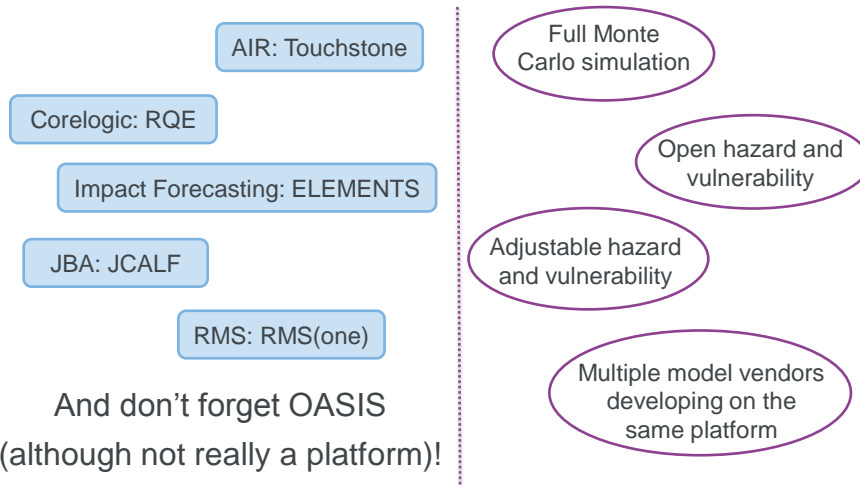 AIR: Touchstone
Corelogic: RQE
Impact Forecasting: ELEMENTS
JBA: JCALF
RMS: RMS(one)
And don’t forget OASIS
(although not really a platform)!
Full Monte
Carlo simulation
Open hazard and
vulnerability
Adjustable hazard
and vulnerability
Multiple model vendors
developing on the
same platform